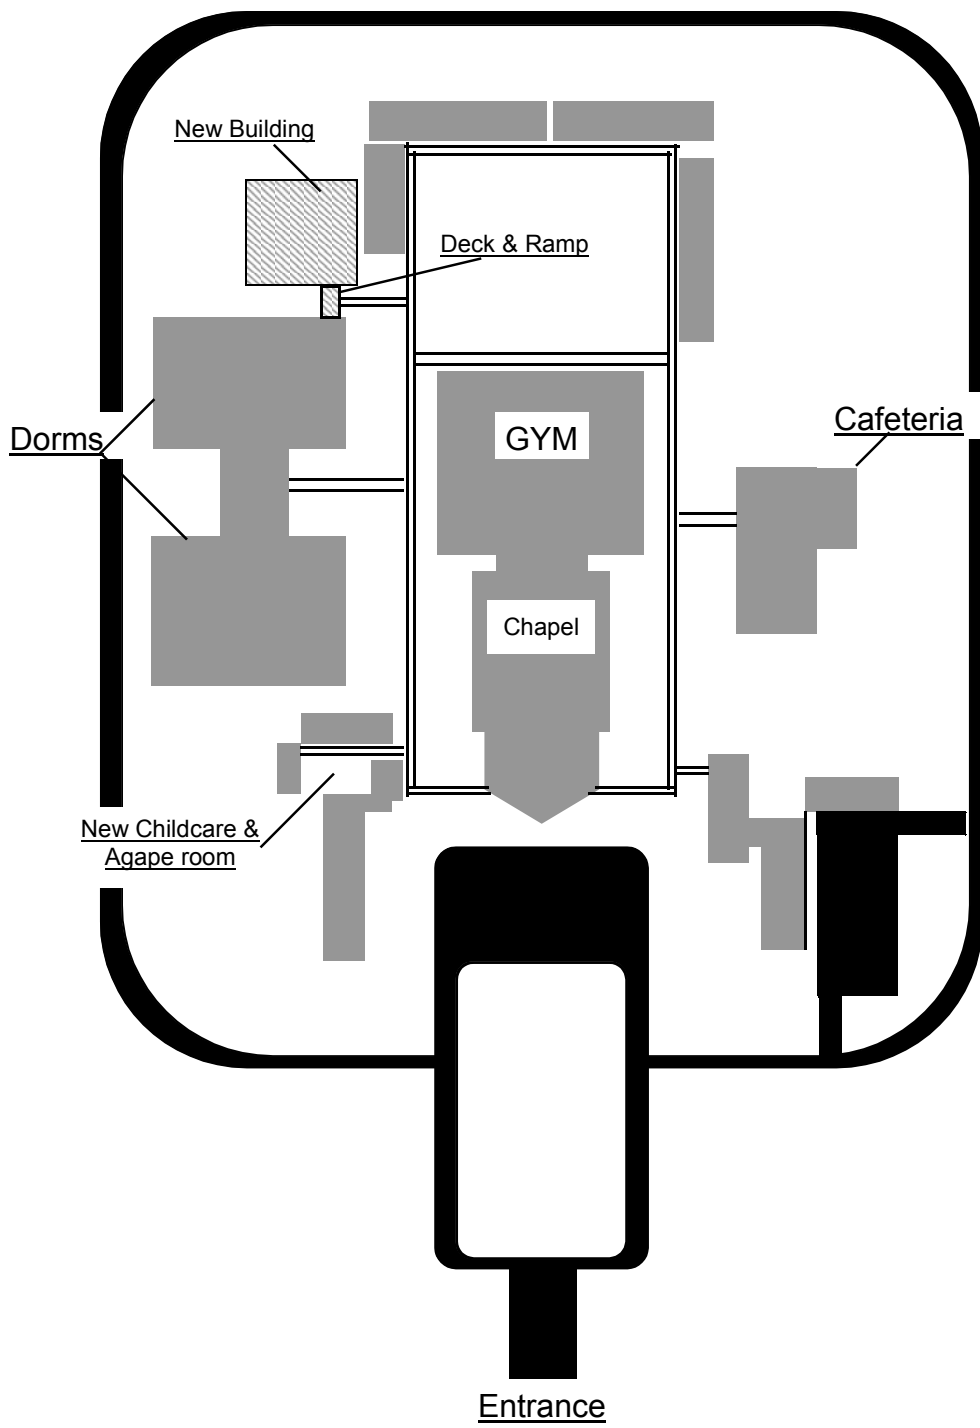 New Building
Deck & Ramp
Dorms
GYM
Cafeteria
Chapel
New Childcare &
Agape room
Entrance